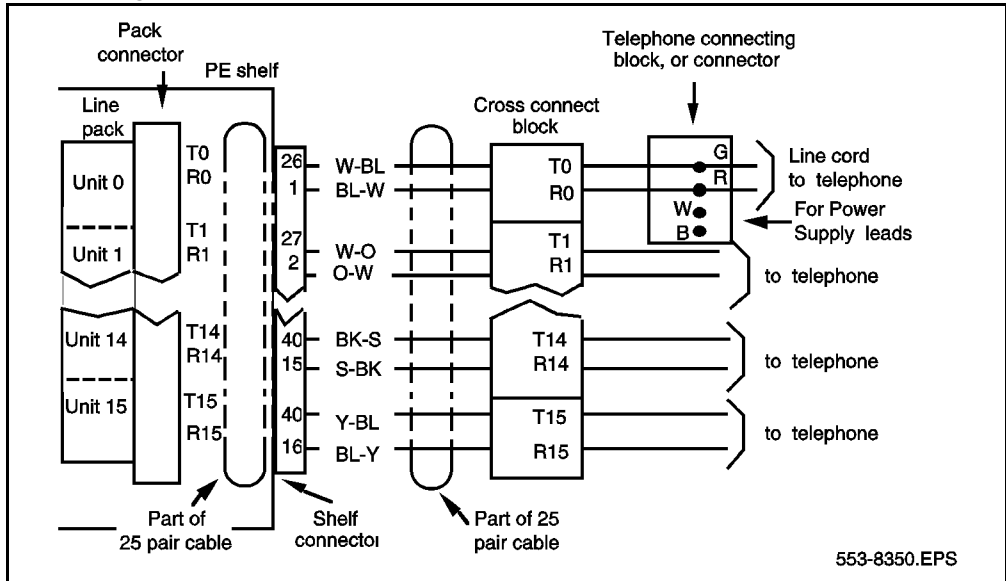 Pack
connector
PE shelf
Telephone connecting
block, or connector
Line
pack
Cross connect
block
Unit 0
T0
R0
26
1
W-BL
BL-W
T0
R0
G
R
W
B
Line cord
to telephone
For Power
Supply leads
Unit 1
T1
R1
27
2
W-O
O-W
T1
R1
to telephone
Unit 14
T14
R14
40
15
BK-S
S-BK
T14
R14
to telephone
Unit 15
T15
R15
40
16
Y-BL
BL-Y
T15
R15
to telephone
Part of
25 pair cable
Shelf
connector
Part of 25
pair cable
553-8350.EPS